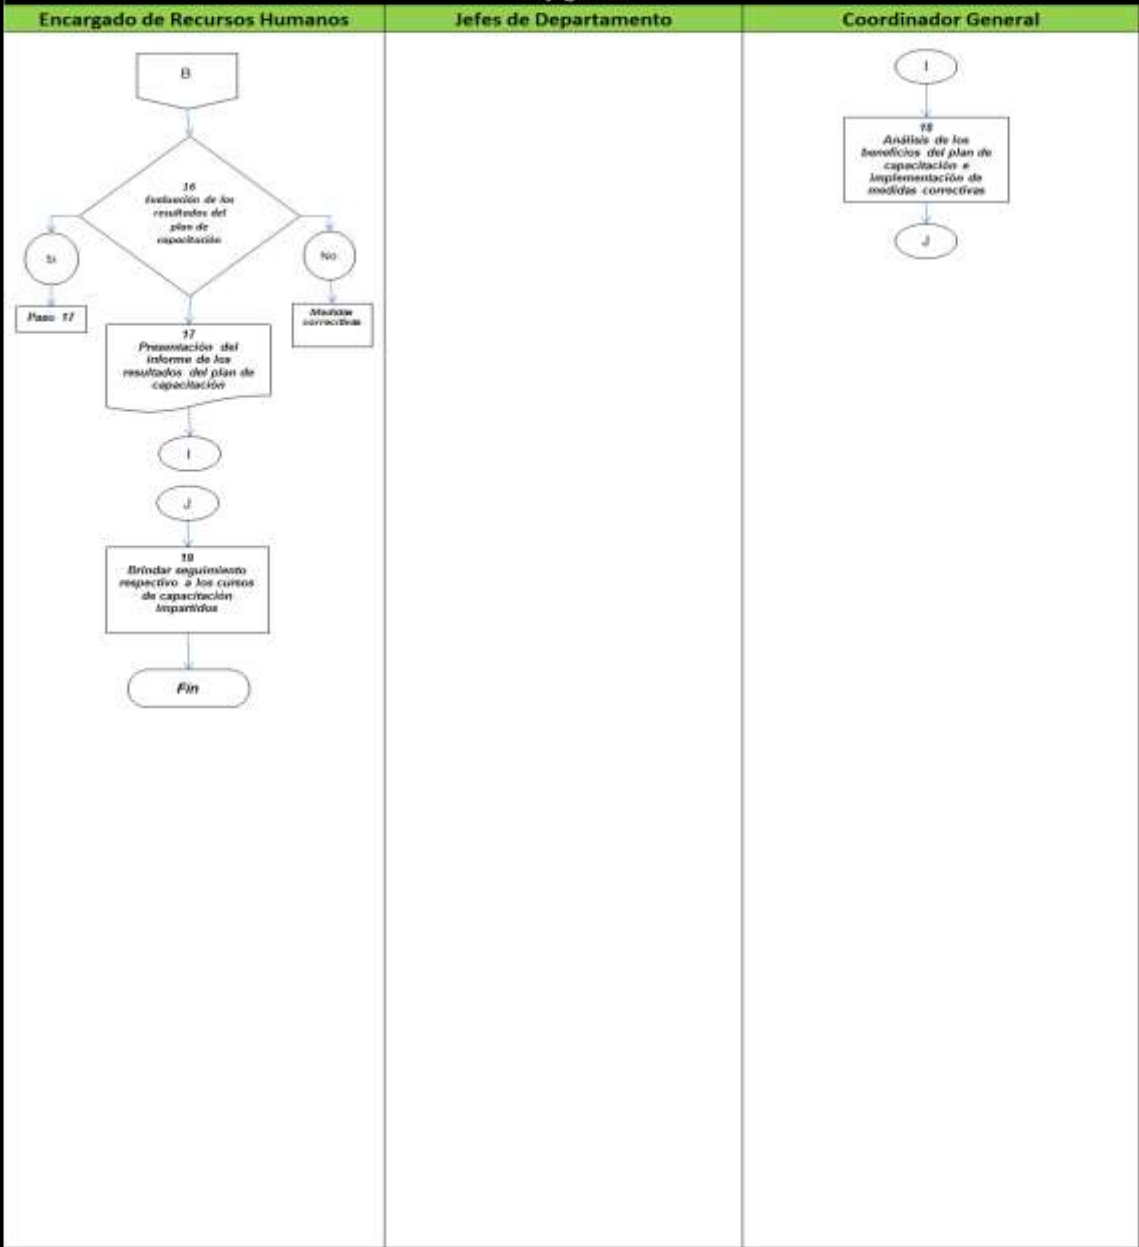 Encargado de Recursos Humanos
Jefes de Departamento
Coordinador General
B
16
Evaluación de los
resultados del
plan de
capacitación
Si
No
Paso 17
Medidas
correctivas
17
Presentación del
informe de los
resultados del plan de
capacitación
I
J
19
Brindar seguimiento
respectivo a los cursos
de capacitación
impartidos
Fin
I
18
Análisis de los
beneficios del plan de
capacitación e
implementación de
medidas correctivas
J